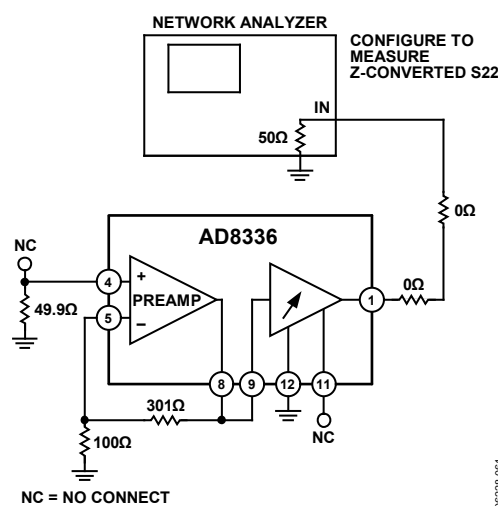 NETWORK ANALYZER
CONFIGURE TO
MEASURE
Z-CONVERTED S22
IN
50Ω
0Ω
AD8336
NC
0Ω
4
+
PREAMP
1
49.9Ω
5
–
8
9
12
11
301Ω
100Ω
NC
NC = NO CONNECT